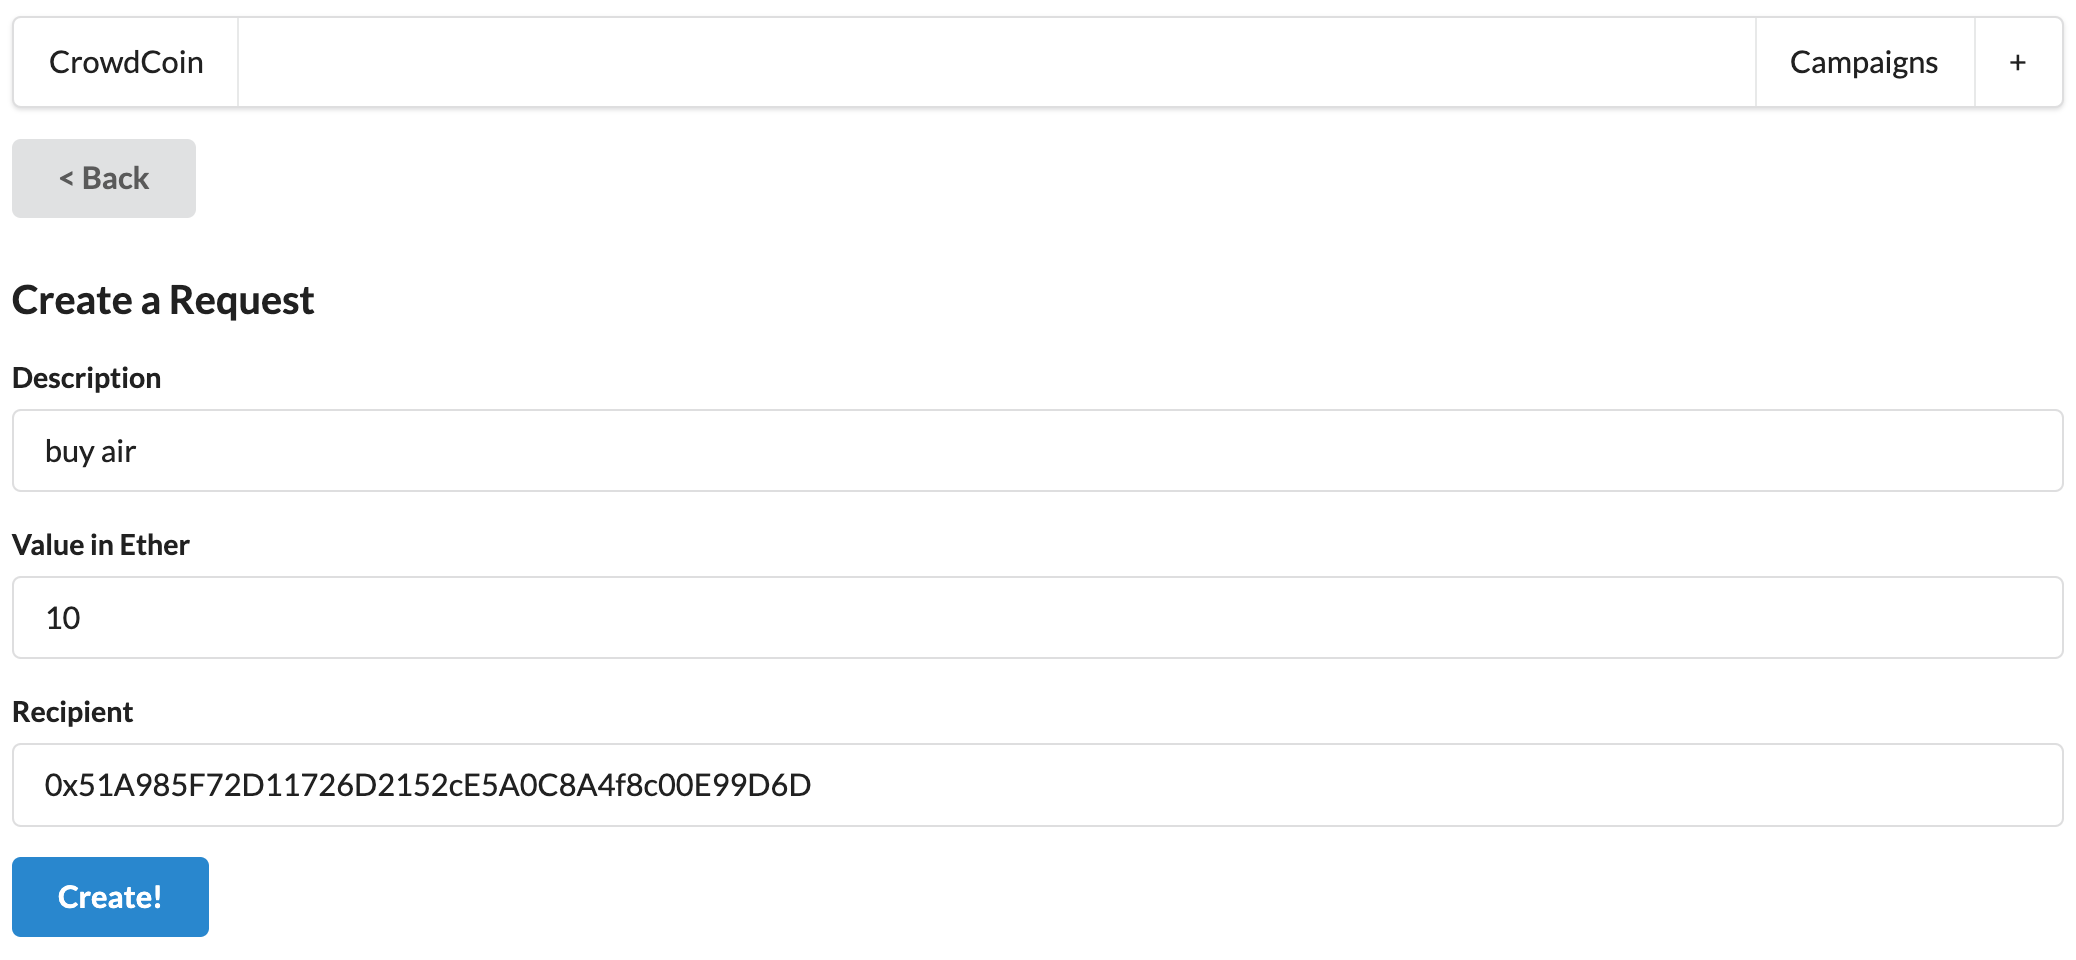 CrowdCoin Campaigns +
< Back
Create a Request
Description
buy air
Value in Ether
10
Recipient
0x51A985F72D11726D2152cE5A0C8A4f8c00E99D6D
Create!